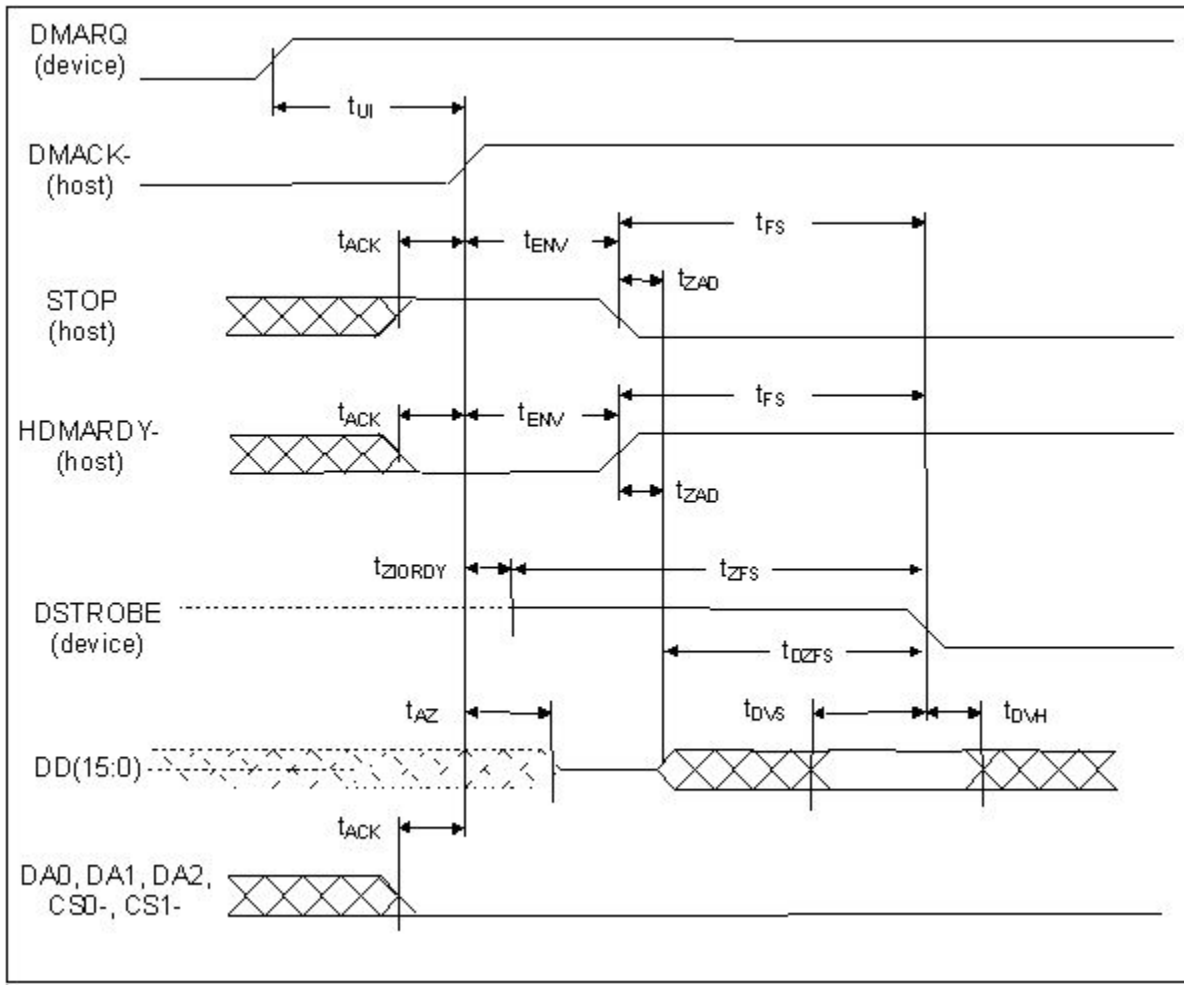 DMARQ
(device)
tUI
DMACK-
(host)
tACK
tENV
tFS
tZAD
STOP
(host)
tACK
tENV
tFS
HDMARDY-
(host)
tZAD
tZIORDY
tZFS
DSTROBE
(device)
tDZFS
tAZ
tDVS
tDVH
DD(15:0)
tACK
DA0, DA1, DA2,
CS0-, CS1-